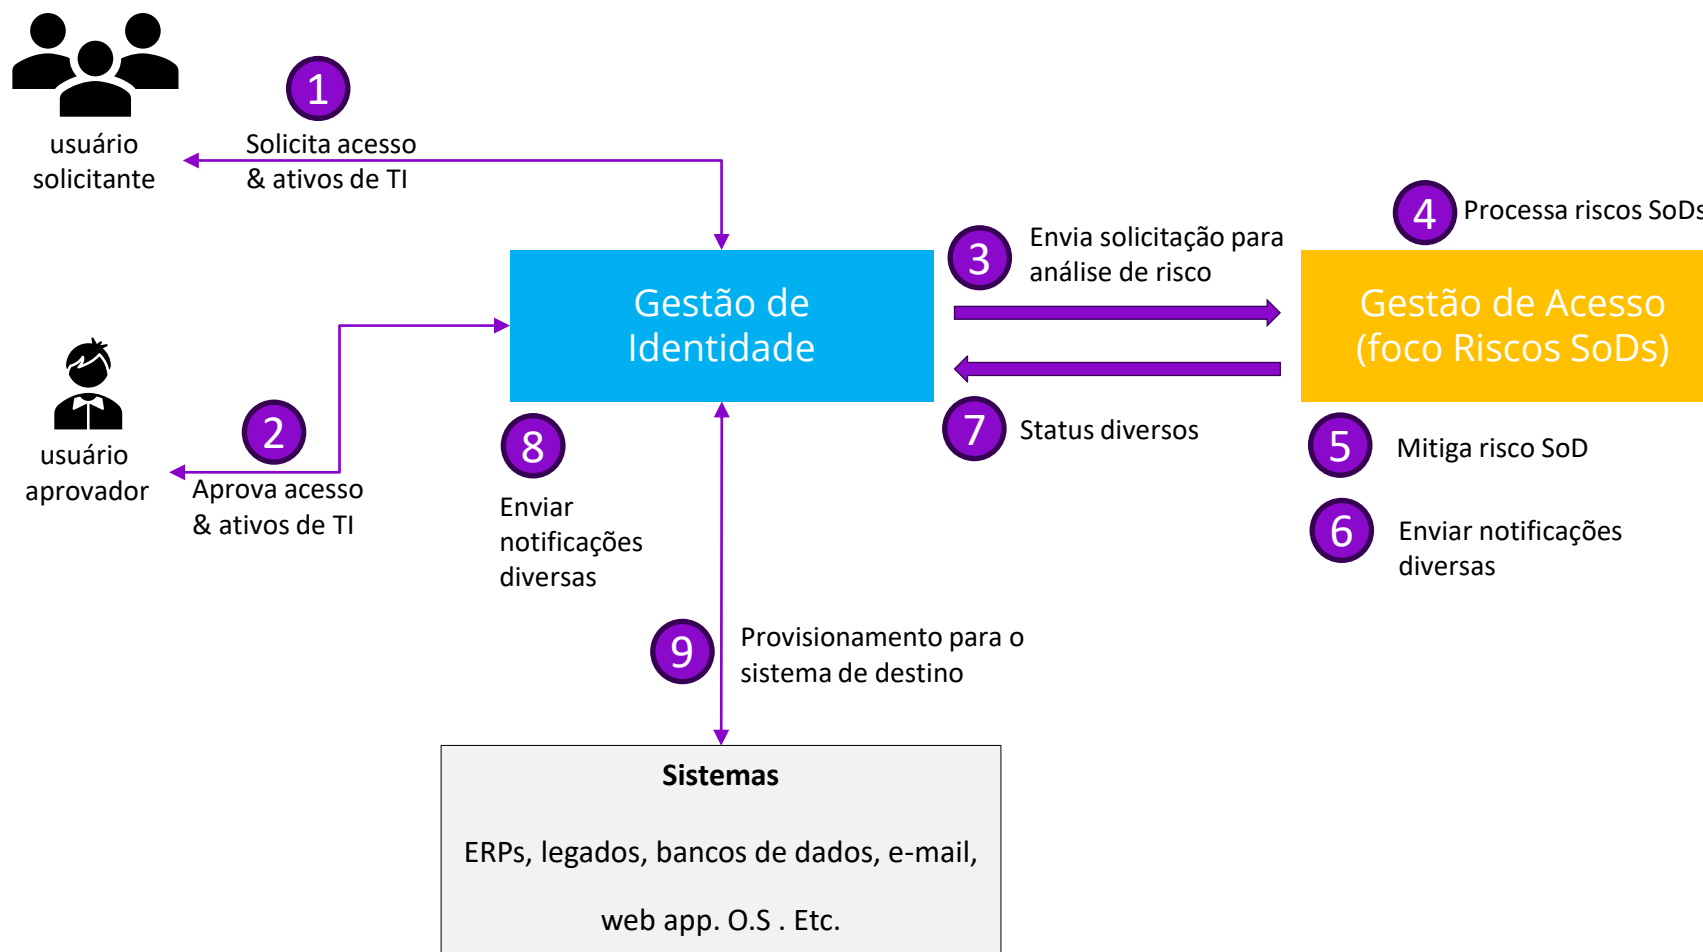 1
usuário
solicitante
Solicita acesso
& ativos de TI
4
Processa riscos SoDs
3
Envia solicitação para
análise de risco
Gestão de
Identidade
Gestão de Acesso
(foco Riscos SoDs)
usuário
aprovador
2
Aprova acesso
& ativos de TI
8
Enviar
notificações
diversas
7
Status diversos
5
Mitiga risco SoD
6
Enviar notificações
diversas
9
Provisionamento para o
sistema de destino
Sistemas
ERPs, legados, bancos de dados, e-mail,
web app. O.S . Etc.